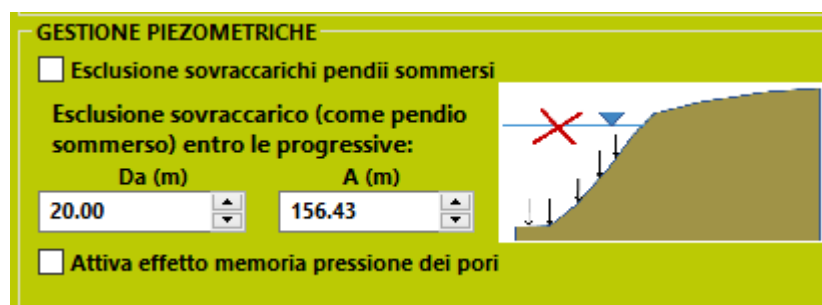 GESTIONE PIEZOMETRICHE
Esclusione sovraccarichi pendii sommersi
Esclusione sovraccarico (come pendio
sommerso) entro le progressive:
Da (m) A (m)
20.00 156.43
Attiva effetto memoria pressione dei pori